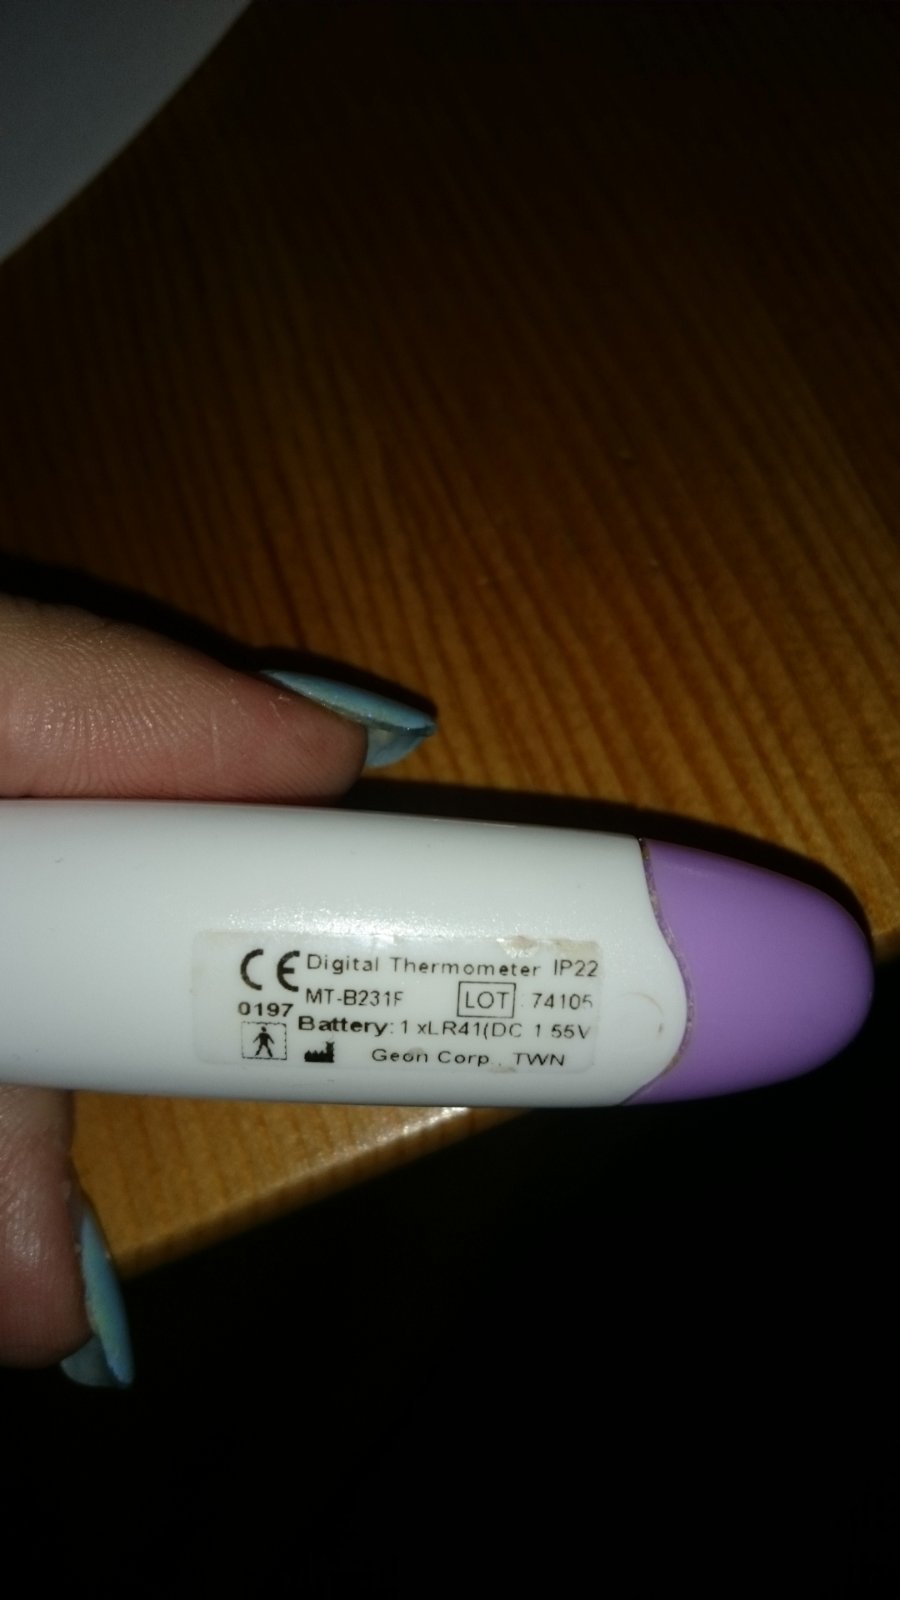 CE Digital Thermometer IP22
0197 MT-B231F LOT : 74105
Battery: 1 xLR41(DC 1.55V
Geon Corp., TWN